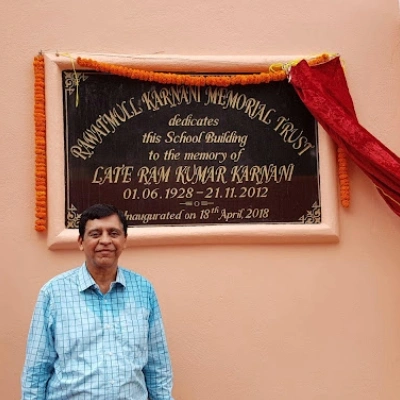 RAWATMULL KARNANI MEMORIAL TRUST
dedicates
this School Building
to the memory of
LATE RAM KUMAR KARNANI
01.06.1928 – 21.11.2012
Inaugurated on 18th April, 2018